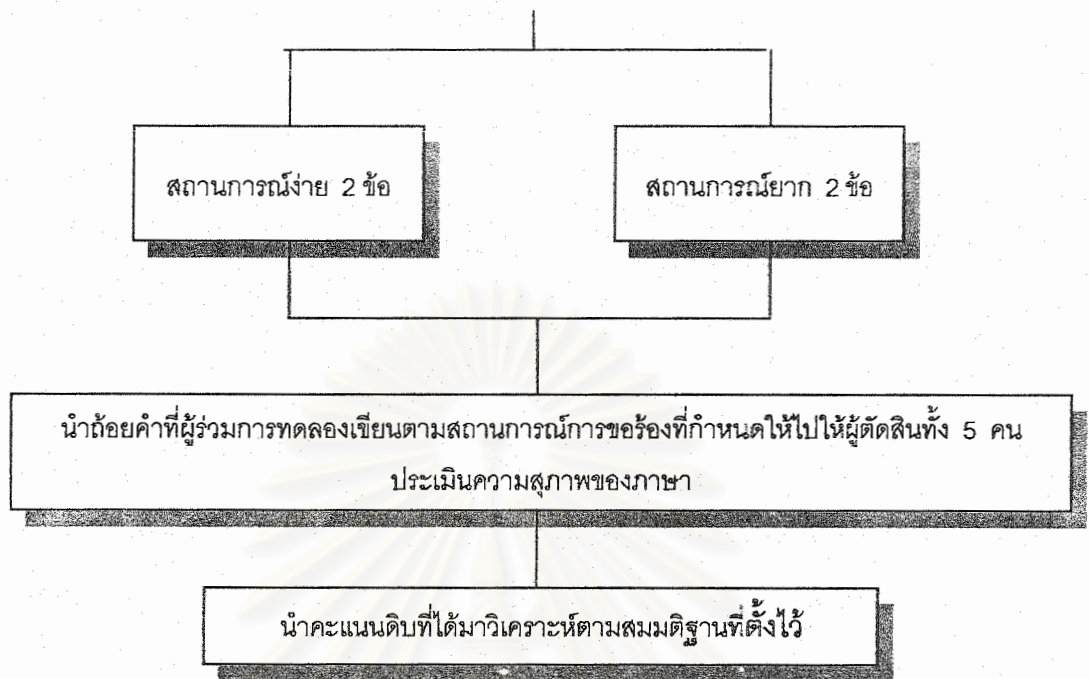 สถานการณ์ง่าย 2 ข้อ
สถานการณ์ยาก 2 ข้อ
นำถ้อยคำที่ผู้ร่วมการทดลองเขียนตามสถานการณ์การขอร้องที่กำหนดให้ไปให้ผู้ตัดสินทั้ง 5 คน
ประเมินความสุภาพของภาษา
นำคะแนนดิบที่ได้มาวิเคราะห์ตามสมมติฐานที่ตั้งไว้